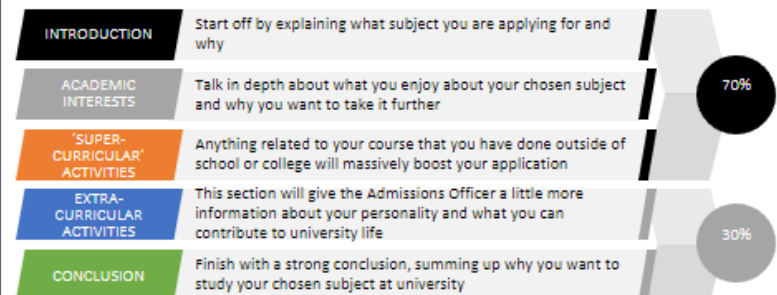 INTRODUCTION
Start off by explaining what subject you are applying for and
why
ACADEMIC
INTERESTS
Talk in depth about what you enjoy about your chosen subject
and why you want to take it further
70%
´SUPER-
CURRICULAR´
ACTIVITIES
Anything related to your course that you have done outside of
school or college will massively boost your application
EXTRA-
CURRICULAR
ACTIVITIES
This section will give the Admissions Officer a little more
information about your personality and what you can
contribute to university life
30%
CONCLUSION
Finish with a strong conclusion, summing up why you want to
study your chosen subject at university